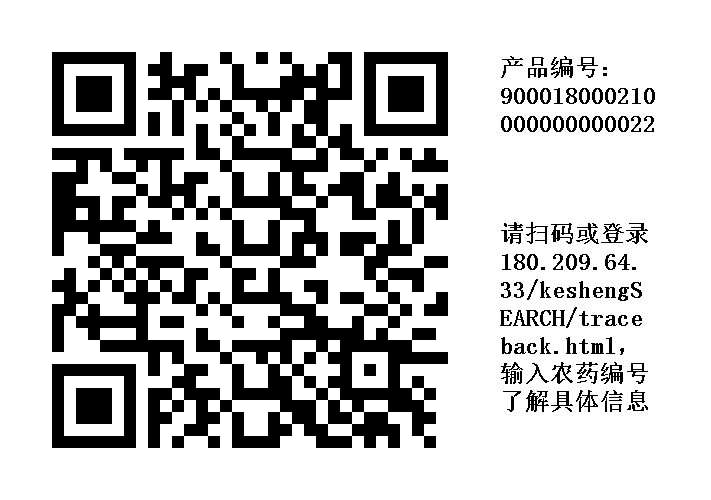 产品编号：
900018000210
000000000022
请扫码或登录
180.209.64.
33/keshengS
EARCH/trace
back.html，
输入农药编号
了解具体信息